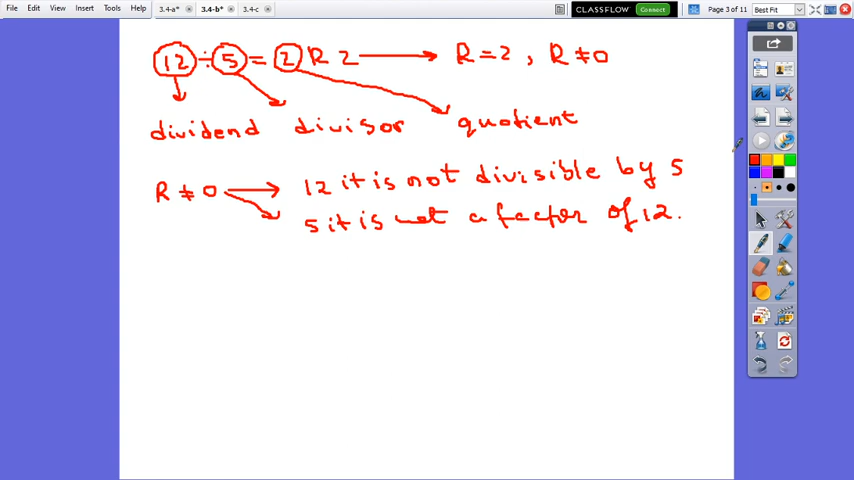 File Edit View Insert Tools Help 3.4-a* 3.4-b* 3.4-c CLASSFLOW Connect Page 3 of 11 Best Fit
12 ÷ 5 = 2 R 2 → R = 2 , R ≠ 0
dividend divisor quotient
R ≠ 0 → 12 it is not divisible by 5
5 it is not a factor of 12.